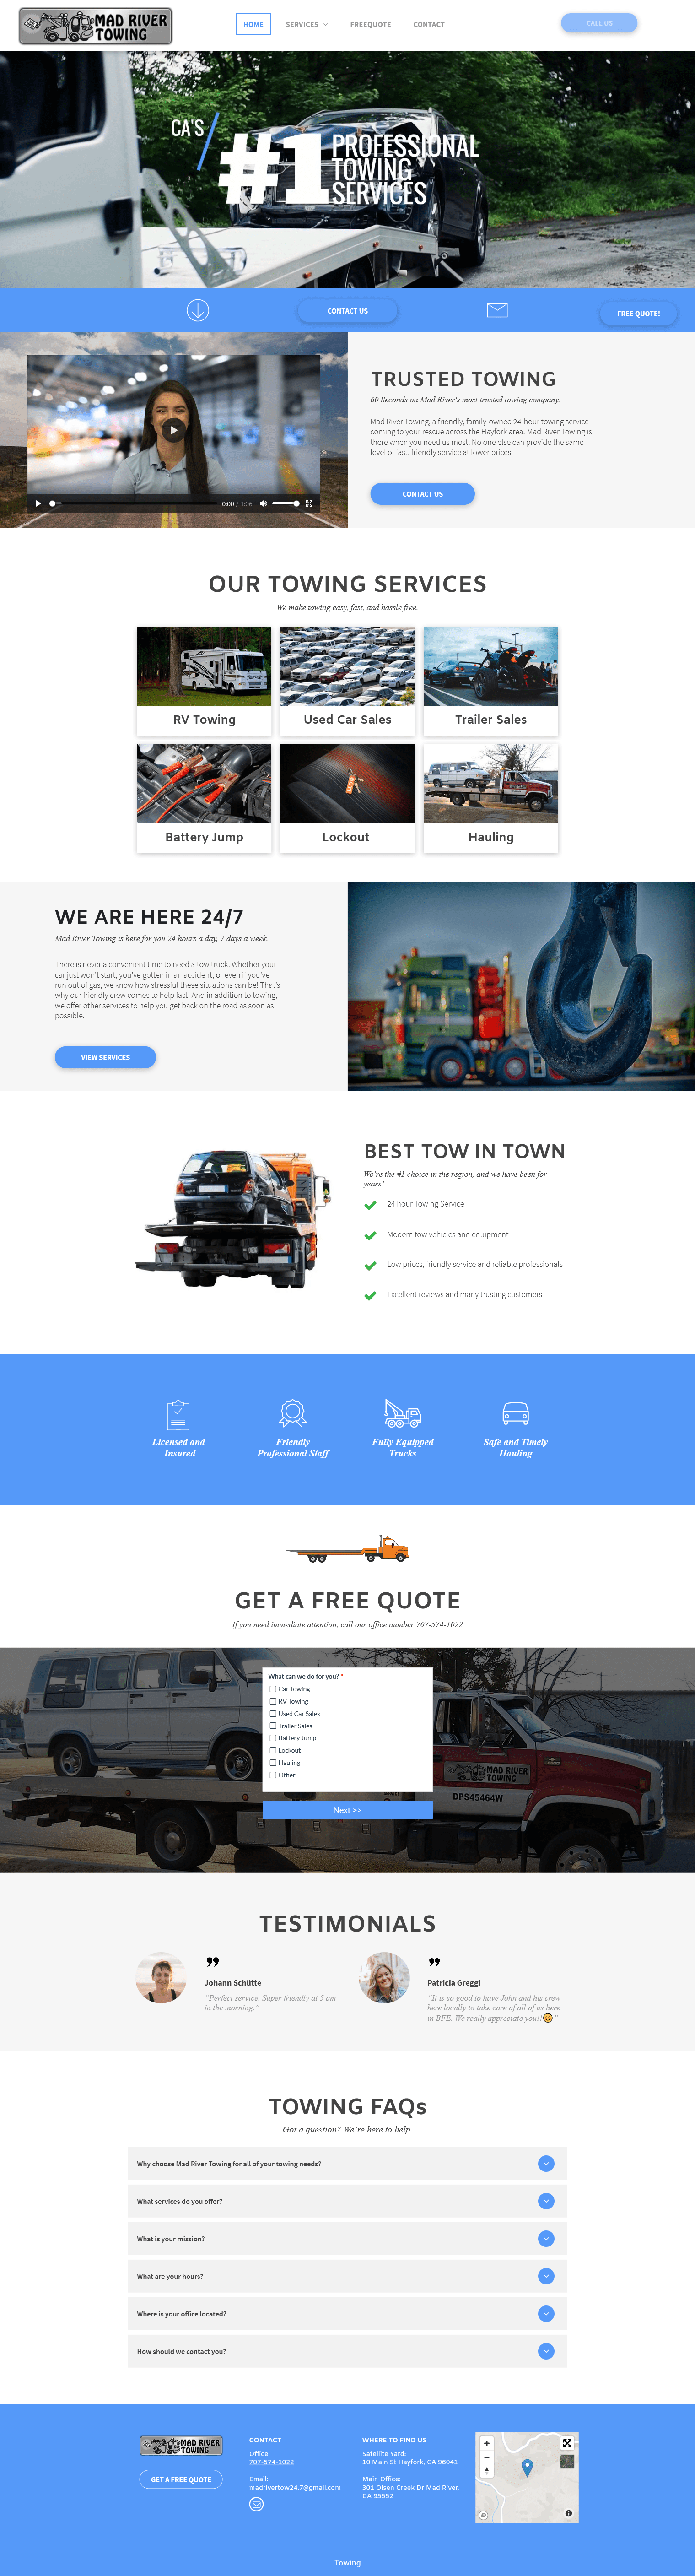 MAD RIVER
TOWING
HOME
SERVICES
FREEQUOTE
CONTACT
CALL US
CA'S
#1
PROFESSIONAL
TOWING
SERVICES
CONTACT US
FREE QUOTE!
0:00 / 1:06
TRUSTED TOWING
60 Seconds on Mad River's most trusted towing company.
Mad River Towing, a friendly, family-owned 24-hour towing service
coming to your rescue across the Hayfork area! Mad River Towing is
there when you need us most. No one else can provide the same
level of fast, friendly service at lower prices.
CONTACT US
OUR TOWING SERVICES
We make towing easy, fast, and hassle free.
RV Towing
Used Car Sales
Trailer Sales
Battery Jump
Lockout
Hauling
WE ARE HERE 24/7
Mad River Towing is here for you 24 hours a day, 7 days a week.
There is never a convenient time to need a tow truck. Whether your
car just won't start, you've gotten in an accident, or even if you've
run out of gas, we know how stressful these situations can be! That's
why our friendly crew comes to help fast! And in addition to towing,
we offer other services to help you get back on the road as soon as
possible.
VIEW SERVICES
BEST TOW IN TOWN
We're the #1 choice in the region, and we have been for
years!
24 hour Towing Service
Modern tow vehicles and equipment
Low prices, friendly service and reliable professionals
Excellent reviews and many trusting customers
Licensed and
Insured
Friendly
Professional Staff
Fully Equipped
Trucks
Safe and Timely
Hauling
GET A FREE QUOTE
If you need immediate attention, call our office number 707-574-1022
What can we do for you? *
Car Towing
RV Towing
Used Car Sales
Trailer Sales
Battery Jump
Lockout
Hauling
Other
Next >>
MAD RIVER
TOWING
DPS45464W
TESTIMONIALS
Johann Schütte
"Perfect service. Super friendly at 5 am
in the morning."
Patricia Greggi
"It is so good to have John and his crew
here locally to take care of all of us here
in BFE. We really appreciate you!!😊"
TOWING FAQs
Got a question? We're here to help.
Why choose Mad River Towing for all of your towing needs?
What services do you offer?
What is your mission?
What are your hours?
Where is your office located?
How should we contact you?
MAD RIVER
TOWING
GET A FREE QUOTE
CONTACT
Office:
707-574-1022
Email:
madrivertow24.7@gmail.com
WHERE TO FIND US
Satellite Yard:
10 Main St Hayfork, CA 96041
Main Office:
301 Olsen Creek Dr Mad River,
CA 95552
Towing